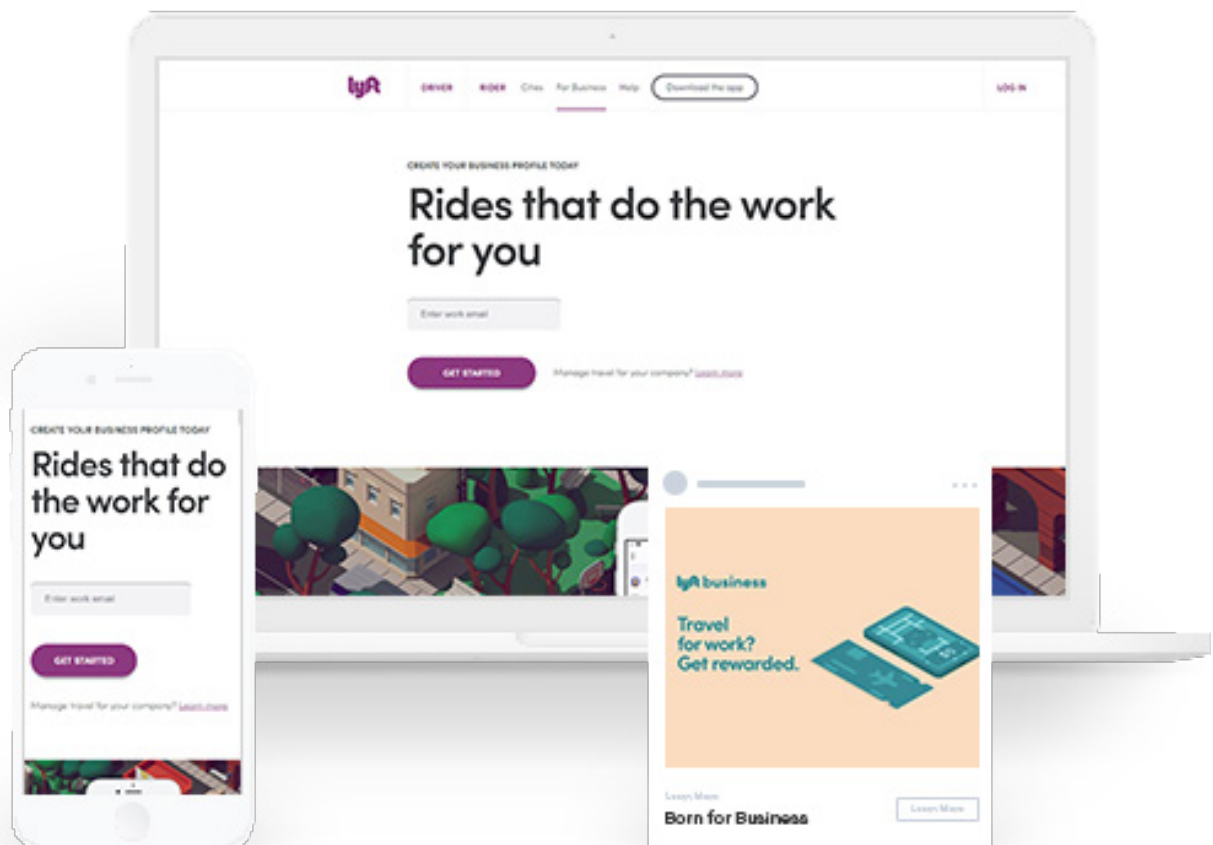 lyft
DRIVER RIDER Cities For Business Help Download the app LOG IN
CREATE YOUR BUSINESS PROFILE TODAY
Rides that do the work
for you
Enter work email
GET STARTED Manage travel for your company? Learn more
CREATE YOUR BUSINESS PROFILE TODAY
Rides that do
the work for
you
Enter work email
GET STARTED
Manage travel for your company? Learn more
lyft business
Travel
for work?
Get rewarded.
Learn More
Born for Business
Learn More